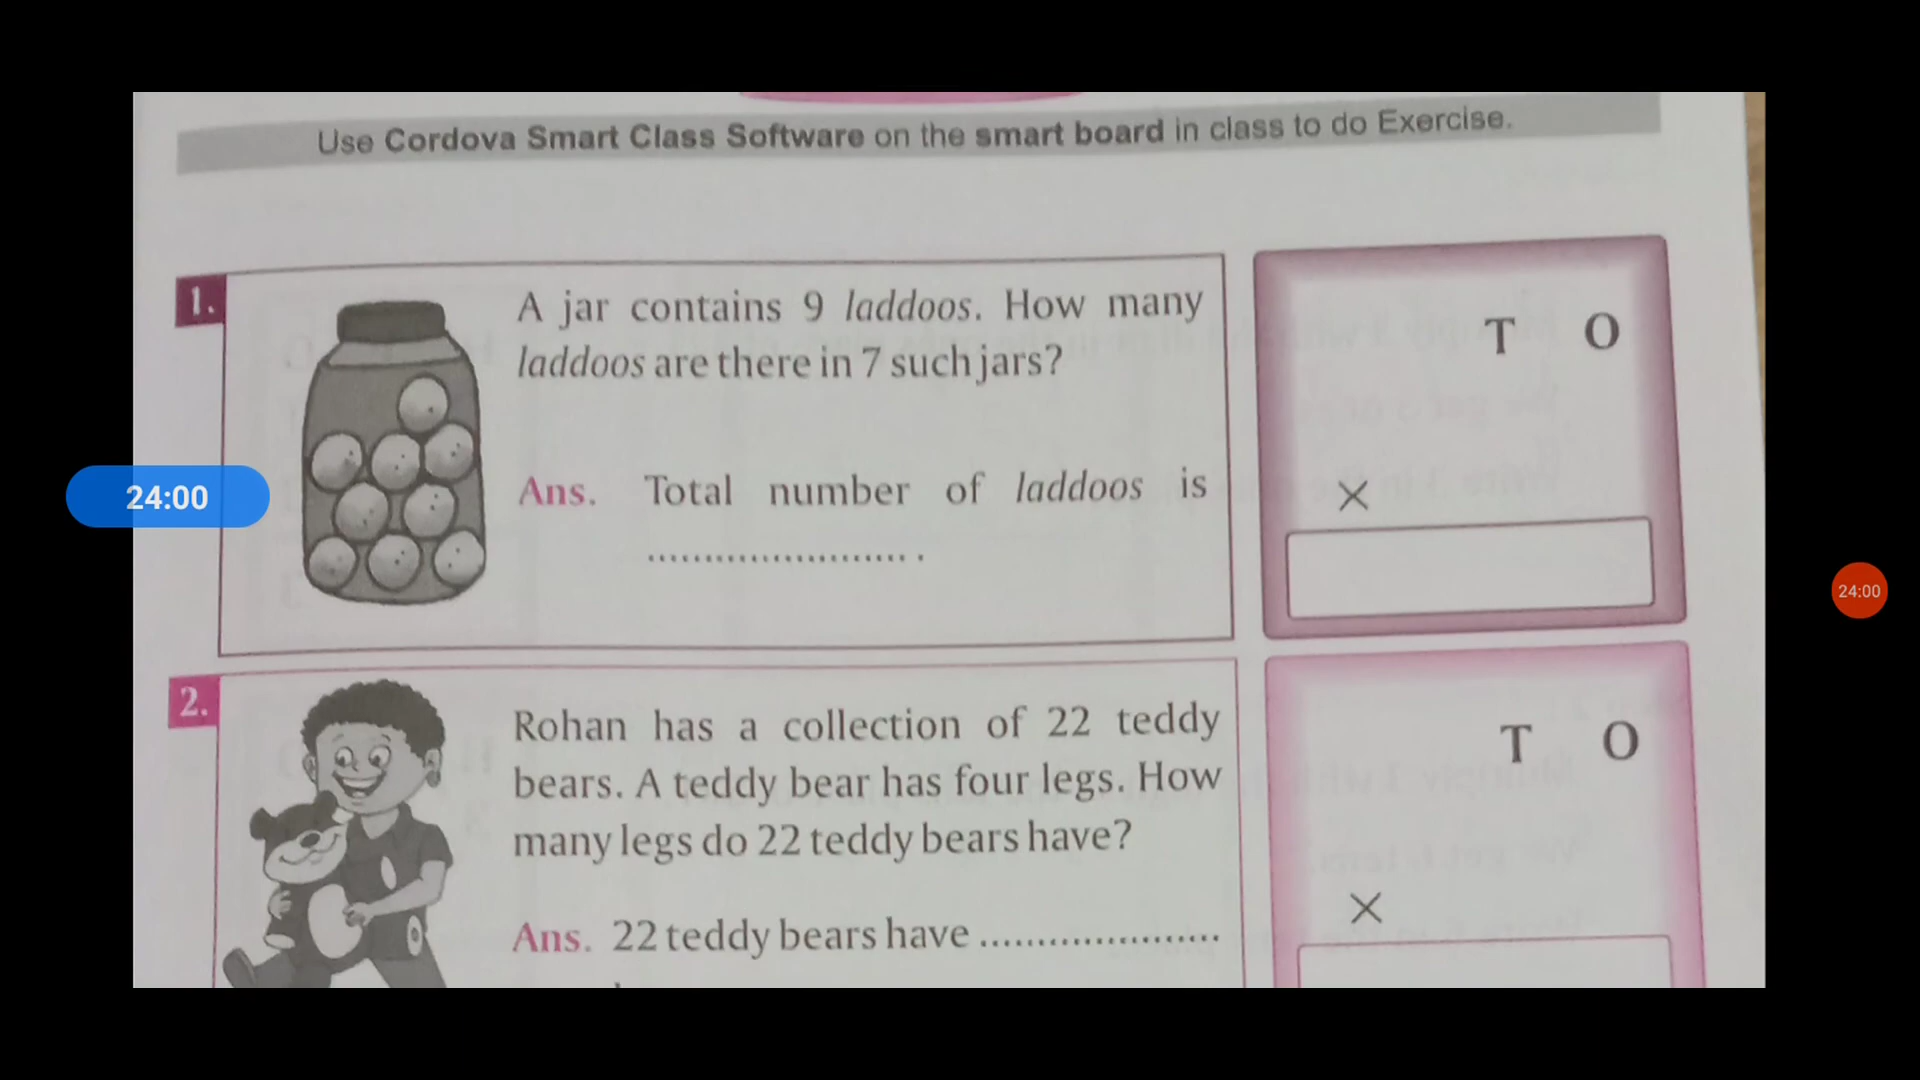 Use Cordova Smart Class Software on the smart board in class to do Exercise.
1.
A jar contains 9 laddoos. How many
laddoos are there in 7 such jars?
Ans. Total number of laddoos is
........................ .
T O
×
24:00
24:00
2.
Rohan has a collection of 22 teddy
bears. A teddy bear has four legs. How
many legs do 22 teddy bears have?
Ans. 22 teddy bears have .....................
T O
×